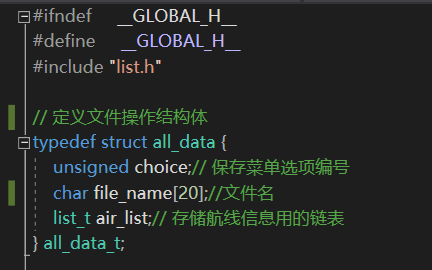 #ifndef __GLOBAL_H__
#define __GLOBAL_H__
#include "list.h"
// 定义文件操作结构体
typedef struct all_data {
unsigned choice;// 保存菜单选项编号
char file_name[20];//文件名
list_t air_list;// 存储航线信息用的链表
} all_data_t;